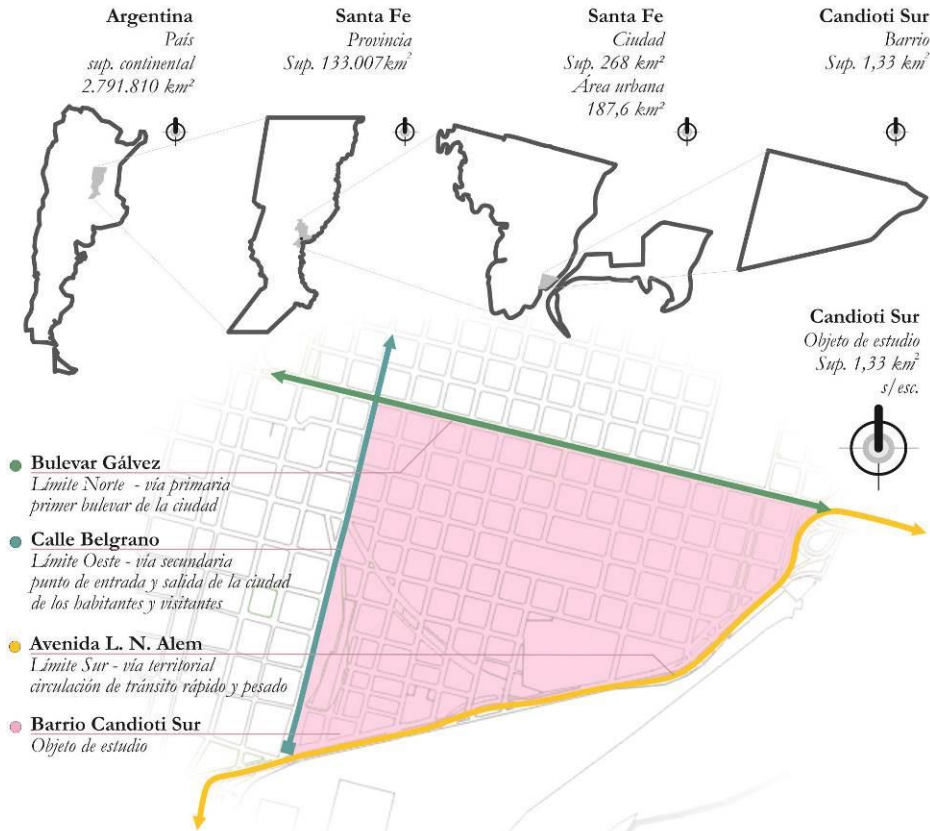 Argentina
País
sup. continental
2.791.810 km²
Santa Fe
Provincia
Sup. 133.007km²
Santa Fe
Ciudad
Sup. 268 km²
Área urbana
187,6 km²
Candioti Sur
Barrio
Sup. 1,33 km²
Candioti Sur
Objeto de estudio
Sup. 1,33 km²
s/esc.
Bulevar Gálvez
Límite Norte - vía primaria
primer bulevar de la ciudad
Calle Belgrano
Límite Oeste - vía secundaria
punto de entrada y salida de la ciudad
de los habitantes y visitantes
Avenida L. N. Alem
Límite Sur - vía territorial
circulación de tránsito rápido y pesado
Barrio Candioti Sur
Objeto de estudio